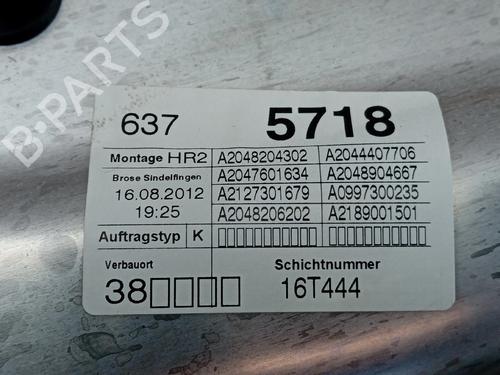 B-PARTS
637 5718
Montage HR2 A2048204302 A2044407706
Brose Sindelfingen A2047601634 A2048904667
16.08.2012 A2127301679 A0997300235
19:25 A2048206202 A2189001501
Auftragstyp K ▯▯▯▯▯▯▯▯▯▯ ▯▯▯▯▯▯▯▯▯▯
Verbauort Schichtnummer
38▯▯▯▯ 16T444